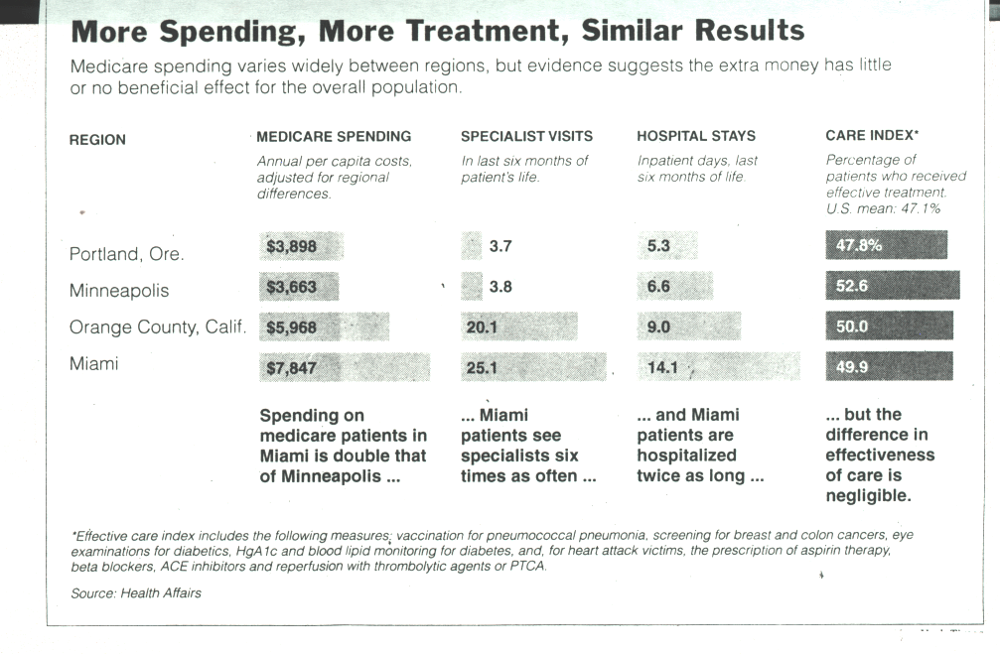 More Spending, More Treatment, Similar Results
Medicare spending varies widely between regions, but evidence suggests the extra money has little
or no beneficial effect for the overall population.
REGION
MEDICARE SPENDING
Annual per capita costs,
adjusted for regional
differences.
SPECIALIST VISITS
In last six months of
patient's life.
HOSPITAL STAYS
Inpatient days, last
six months of life.
CARE INDEX*
Percentage of
patients who received
effective treatment.
U.S. mean: 47.1%
Portland, Ore. $3,898 3.7 5.3 47.8%
Minneapolis $3,663 3.8 6.6 52.6
Orange County, Calif. $5,968 20.1 9.0 50.0
Miami $7,847 25.1 14.1 49.9
Spending on
medicare patients in
Miami is double that
of Minneapolis ...
... Miami
patients see
specialists six
times as often ...
... and Miami
patients are
hospitalized
twice as long ...
... but the
difference in
effectiveness
of care is
negligible.
*Effective care index includes the following measures; vaccination for pneumococcal pneumonia, screening for breast and colon cancers, eye
examinations for diabetics, HgA1c and blood lipid monitoring for diabetes, and, for heart attack victims, the prescription of aspirin therapy,
beta blockers, ACE inhibitors and reperfusion with thrombolytic agents or PTCA.
Source: Health Affairs